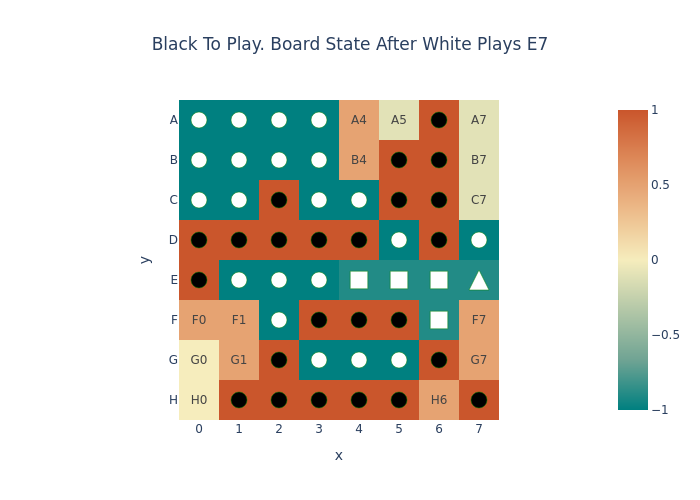 Black To Play. Board State After White Plays E7
A A4 A5 A7
B B4 B7
C C7
D
E
F F0 F1 F7
G G0 G1 G7
H H0 H6
0 1 2 3 4 5 6 7
x
y
1
0.5
0
−0.5
−1